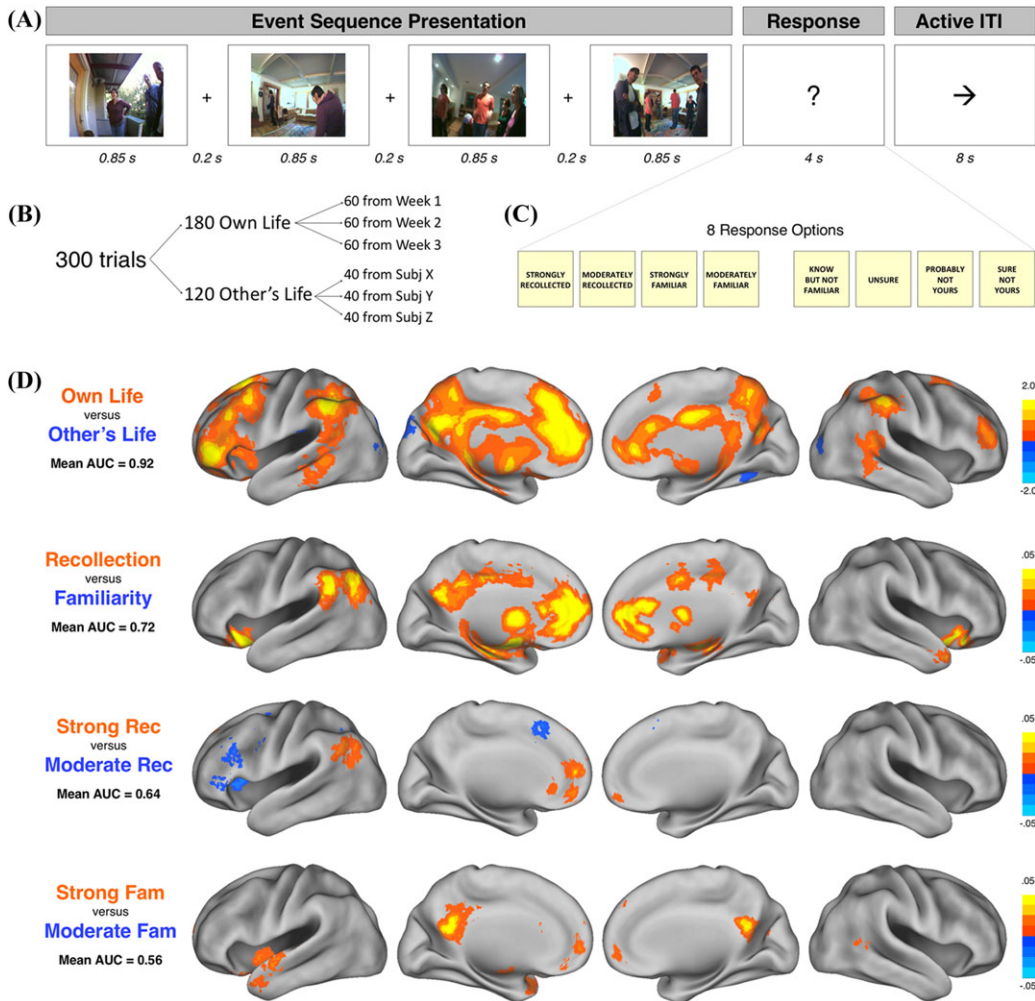 (A)
Event Sequence Presentation
Response
Active ITI
+
+
+
?
→
0.85 s
0.2 s
0.85 s
0.2 s
0.85 s
0.2 s
0.85 s
4 s
8 s
(B)
300 trials
180 Own Life
60 from Week 1
60 from Week 2
60 from Week 3
120 Other's Life
40 from Subj X
40 from Subj Y
40 from Subj Z
(C)
8 Response Options
STRONGLY
RECOLLECTED
MODERATELY
RECOLLECTED
STRONGLY
FAMILIAR
MODERATELY
FAMILIAR
KNOW
BUT NOT
FAMILIAR
UNSURE
PROBABLY
NOT
YOURS
SURE
NOT
YOURS
(D)
Own Life
versus
Other's Life
Mean AUC = 0.92
2.0
-2.0
Recollection
versus
Familiarity
Mean AUC = 0.72
.05
-.05
Strong Rec
versus
Moderate Rec
Mean AUC = 0.64
.05
-.05
Strong Fam
versus
Moderate Fam
Mean AUC = 0.56
.05
-.05